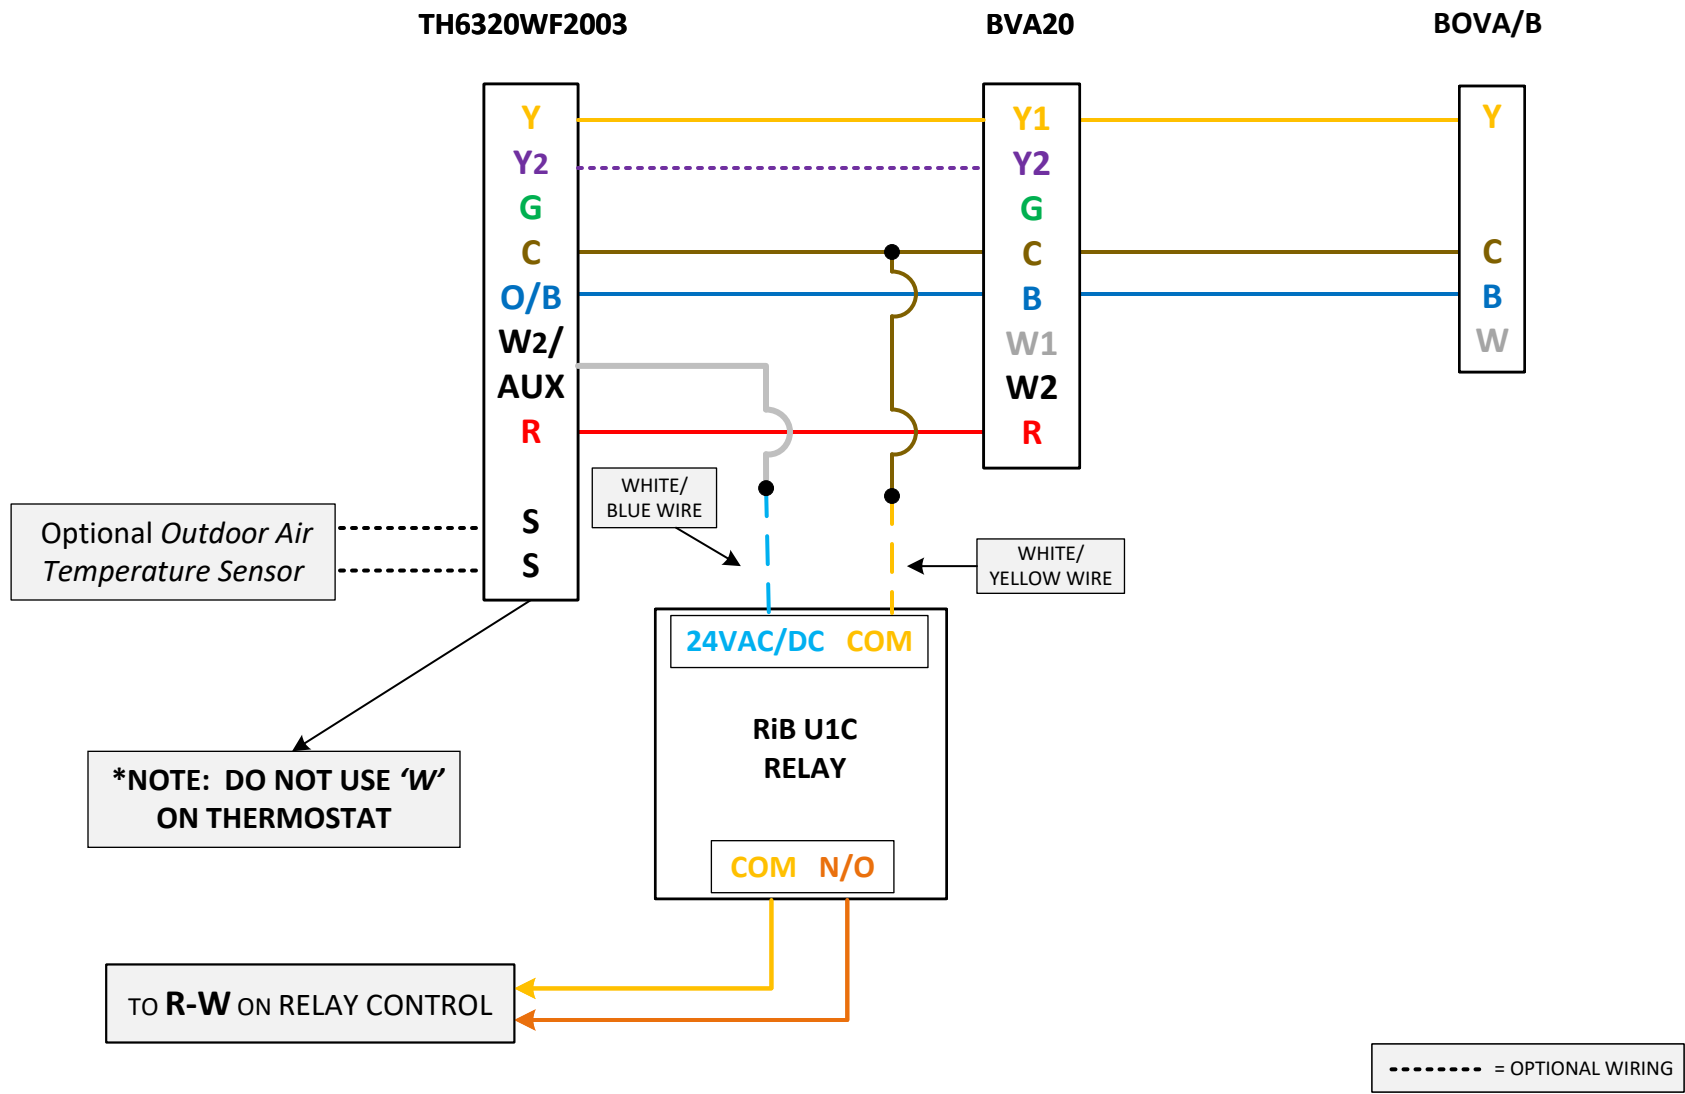 TH6320WF2003
BVA20
BOVA/B
Y
Y2
G
C
O/B
W2/
AUX
R
S
S
Y1
Y2
G
C
B
W1
W2
R
Y
C
B
W
WHITE/
BLUE WIRE
WHITE/
YELLOW WIRE
Optional Outdoor Air
Temperature Sensor
24VAC/DC COM
RiB U1C
RELAY
COM N/O
*NOTE: DO NOT USE ‘W’
ON THERMOSTAT
TO R-W ON RELAY CONTROL
= OPTIONAL WIRING